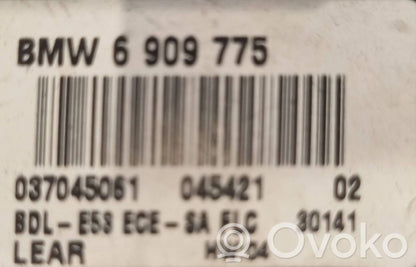 BMW 6 909 775
037045061 045421 02
BDL-E53 ECE-SA ELC 30141
LEAR
Ovoko